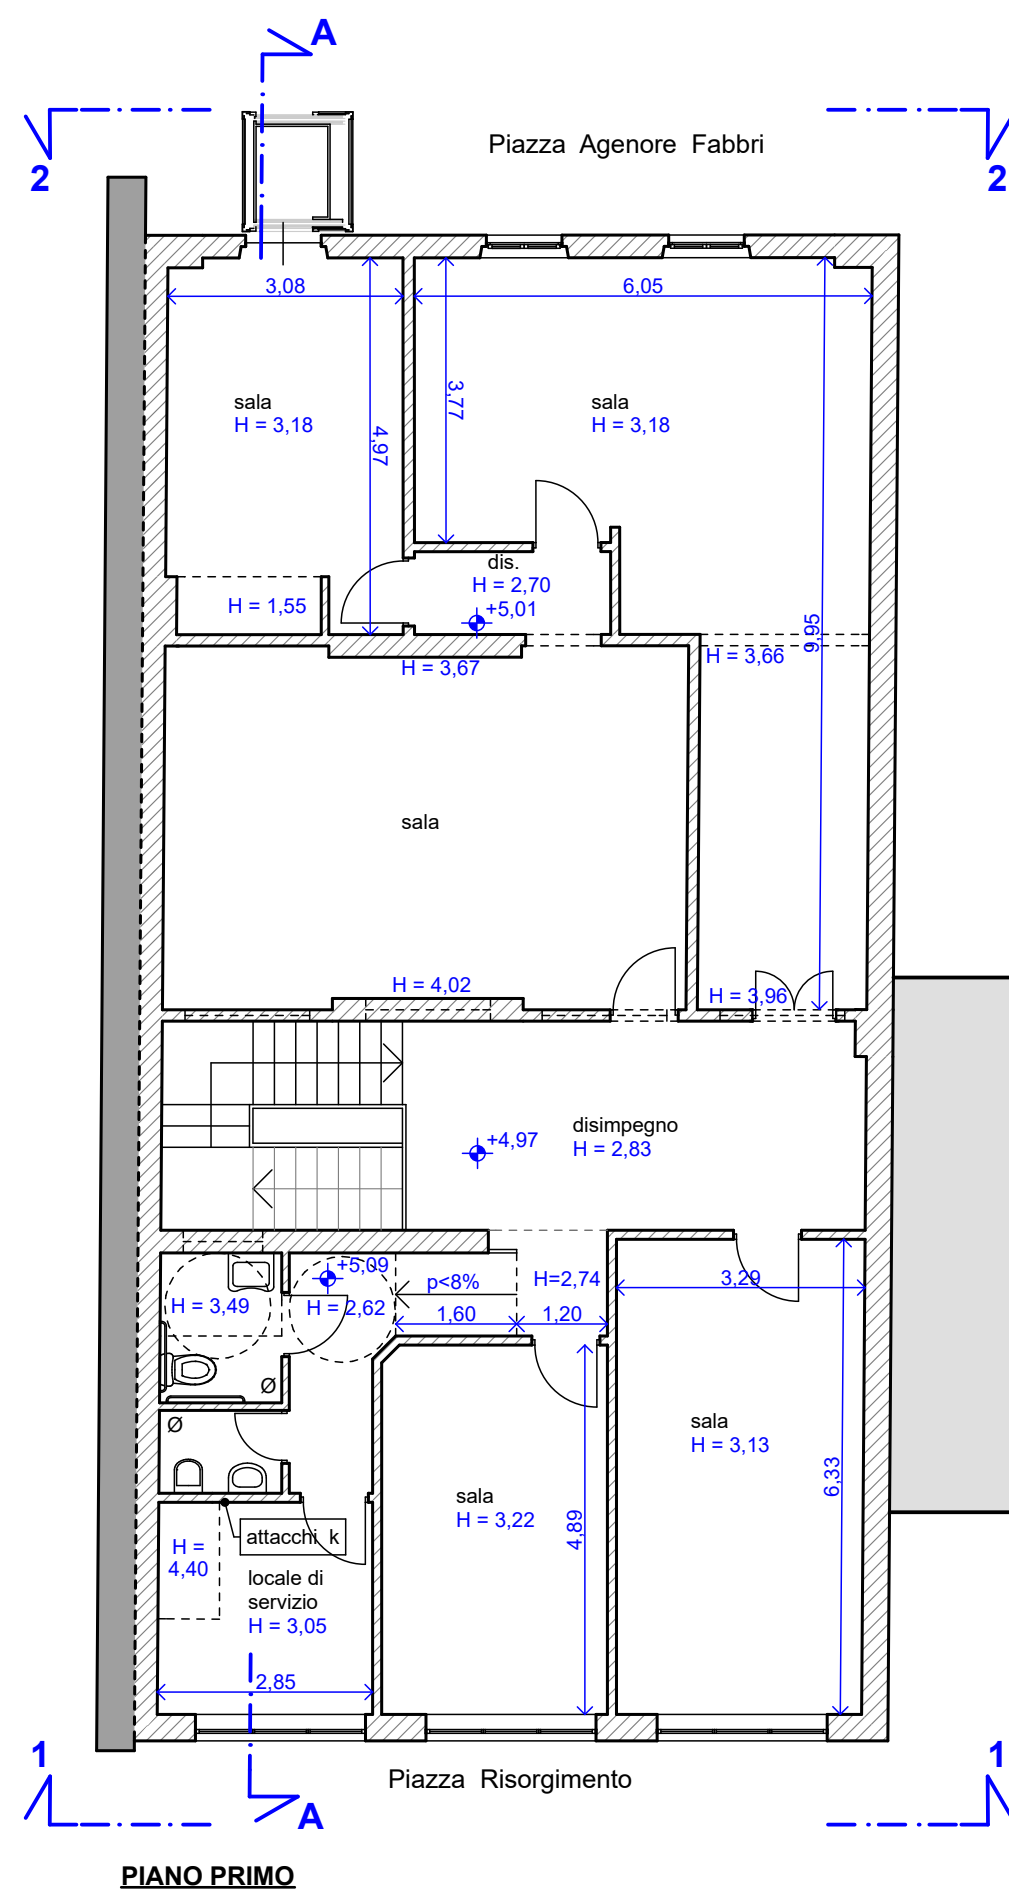 A
2
Piazza Agenore Fabbri
2
3,08
6,05
3,77
4,97
sala
H = 3,18
sala
H = 3,18
dis.
H = 2,70
+5,01
H = 1,55
9,95
H = 3,67
H = 3,66
sala
H = 4,02
H = 3,96
disimpegno
H = 2,83
+4,97
+5,09
H = 3,49
H = 2,62
p<8%
H=2,74
3,29
1,60
1,20
Ø
Ø
sala
H = 3,13
6,33
sala
H = 3,22
4,89
attacchi k
H =
4,40
locale di
servizio
H = 3,05
2,85
1
Piazza Risorgimento
1
A
PIANO PRIMO